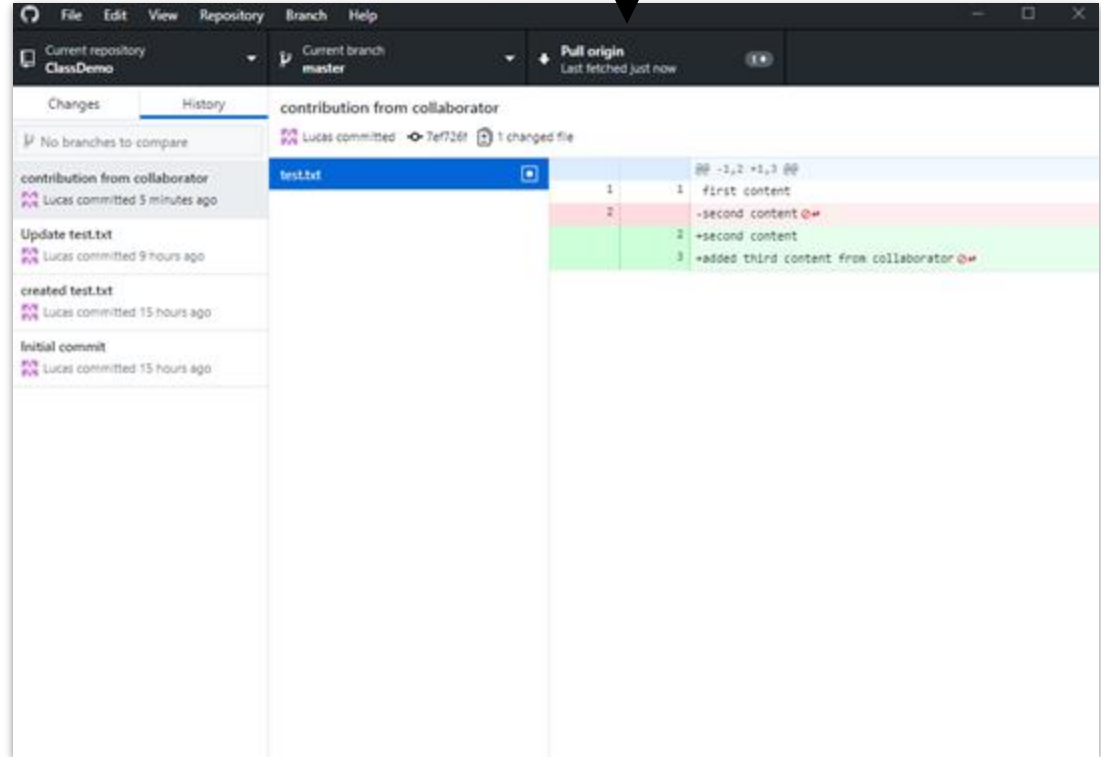 File Edit View Repository Branch Help
Current repository
ClassDemo
Current branch
master
Pull origin
Last fetched just now
1
Changes History
No branches to compare
contribution from collaborator
Lucas committed 5 minutes ago
Update test.txt
Lucas committed 9 hours ago
created test.txt
Lucas committed 15 hours ago
Initial commit
Lucas committed 15 hours ago
contribution from collaborator
Lucas committed 7ef726f 1 changed file
test.txt
@@ -1,2 +1,3 @@
1 1 first content
2 -second content
2 +second content
3 +added third content from collaborator